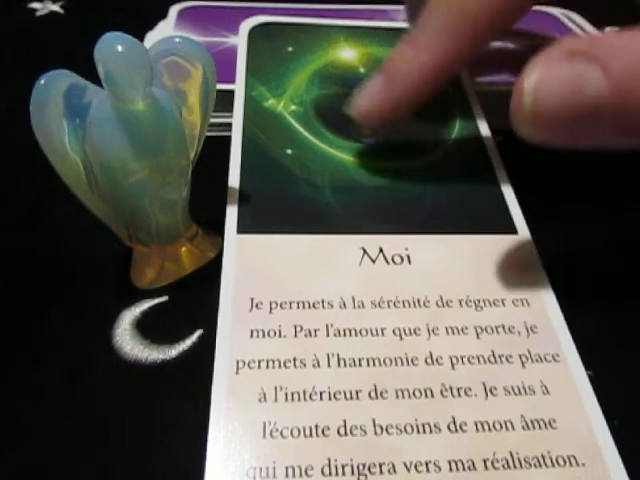 Moi
Je permets à la sérénité de régner en
moi. Par l'amour que je me porte, je
permets à l'harmonie de prendre place
à l'intérieur de mon être. Je suis à
l'écoute des besoins de mon âme
qui me dirigera vers ma réalisation.